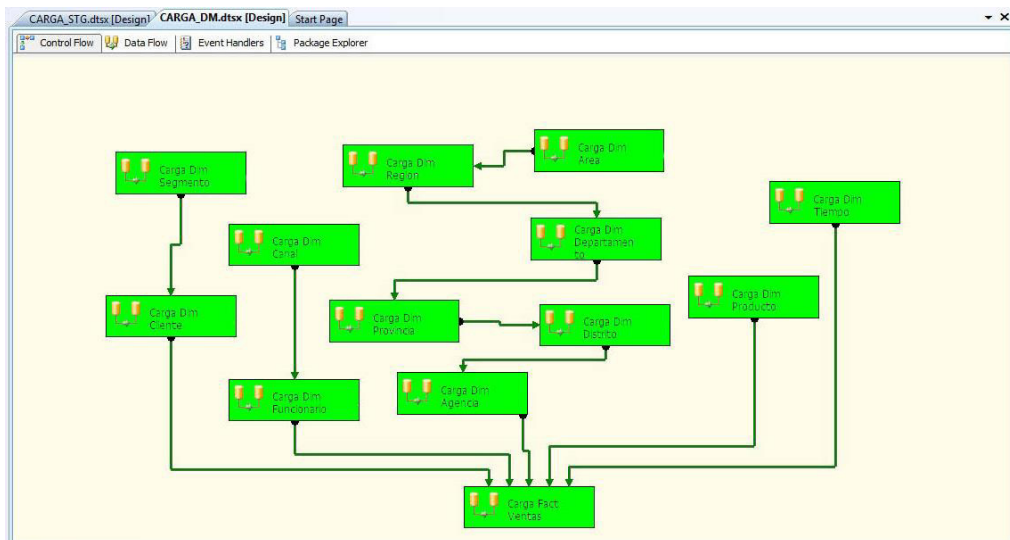 CARGA_STG.dtsx [Design]
CARGA_DM.dtsx [Design]
Start Page
Control Flow
Data Flow
Event Handlers
Package Explorer
Carga Dim
Area
Carga Dim
Region
Carga Dim
Segmento
Carga Dim
Tiempo
Carga Dim
Canal
Carga Dim
Departamen
to
Carga Dim
Producto
Carga Dim
Cliente
Carga Dim
Provincia
Carga Dim
Distrito
Carga Dim
Funcionario
Carga Dim
Agencia
Carga Fact
Ventas